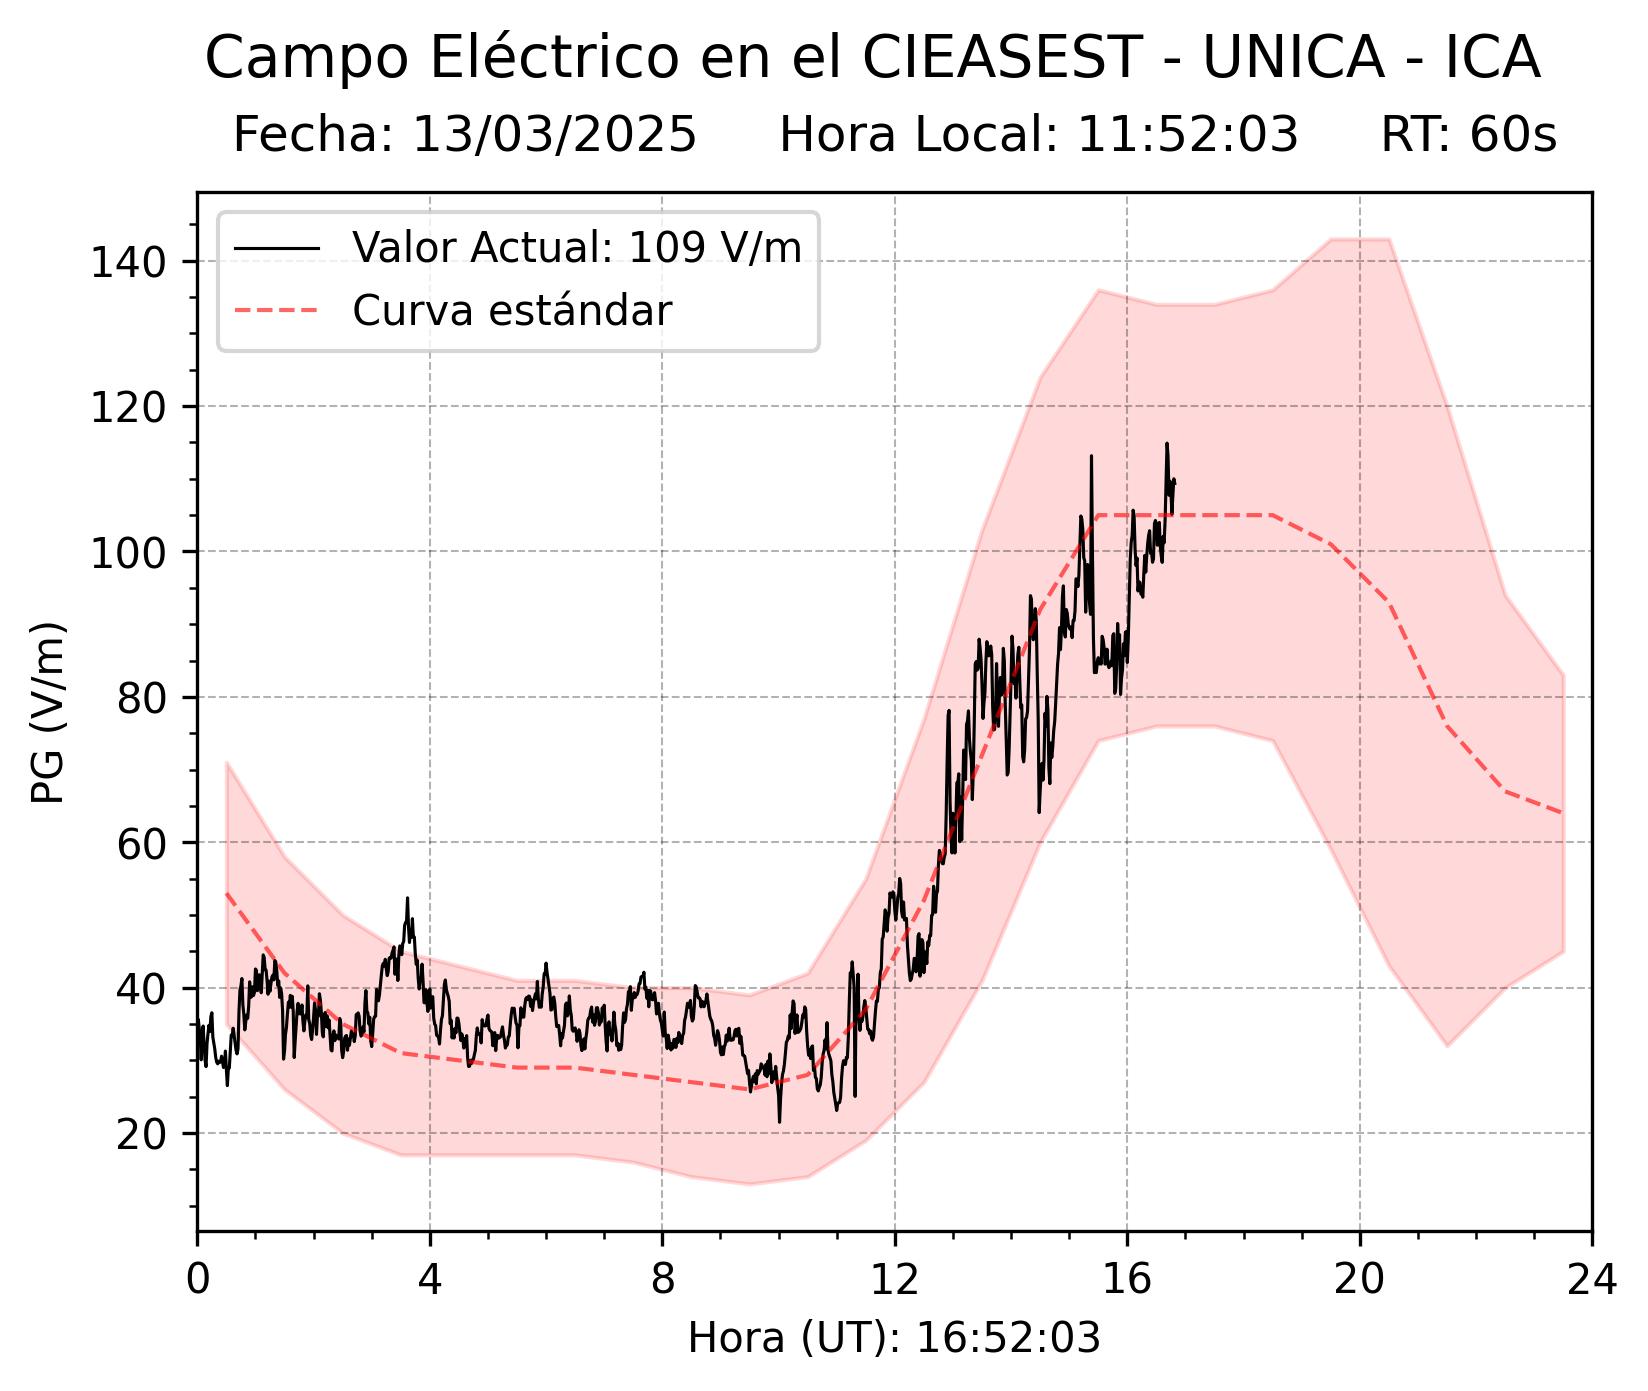 Campo Eléctrico en el CIEASEST - UNICA - ICA
Fecha: 13/03/2025 Hora Local: 11:52:03 RT: 60s
Valor Actual: 109 V/m
Curva estándar
PG (V/m)
140
120
100
80
60
40
20
0 4 8 12 16 20 24
Hora (UT): 16:52:03